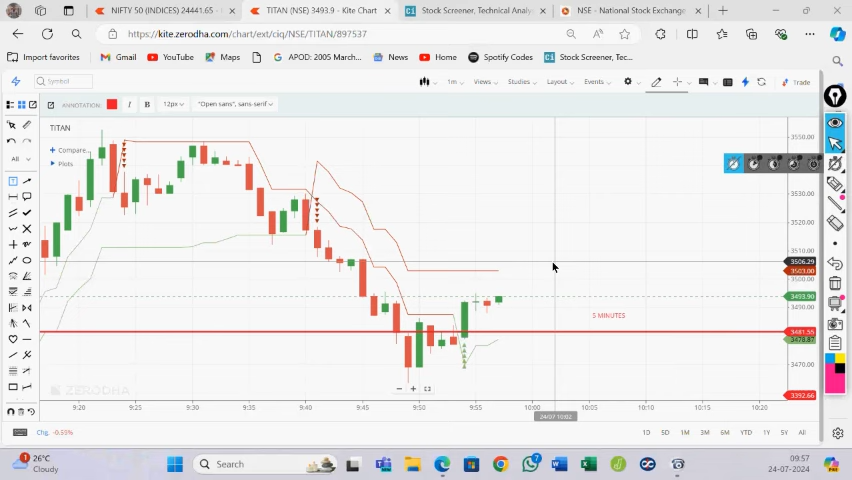 NIFTY 50 (INDICES) 24441.65 - K
TITAN (NSE) 3493.9 - Kite Chart
Stock Screener, Technical Analy
NSE - National Stock Exchange
https://kite.zerodha.com/chart/ext/ciq/NSE/TITAN/897537
Import favorites
Gmail
YouTube
Maps
APOD: 2005 March...
News
Home
Spotify Codes
Stock Screener, Tec...
Symbol
1m
Views
Studies
Layout
Events
Trade
ANNOTATION:
I
B
12px
"Open sans", sans-serif
TITAN
Compare...
Plots
All
3550.00
3530.00
3520.00
3510.00
3506.29
3503.00
3500.00
3493.90
5 MINUTES
3481.55
3478.87
3470.00
3392.66
ZERODHA
9:20
9:25
9:30
9:35
9:40
9:45
9:50
9:55
10:00
10:05
10:10
10:15
10:20
24/07 10:02
Chg. -0.55%
1D
5D
1M
3M
6M
YTD
1Y
5Y
All
26°C
Cloudy
Search
09:57
24-07-2024